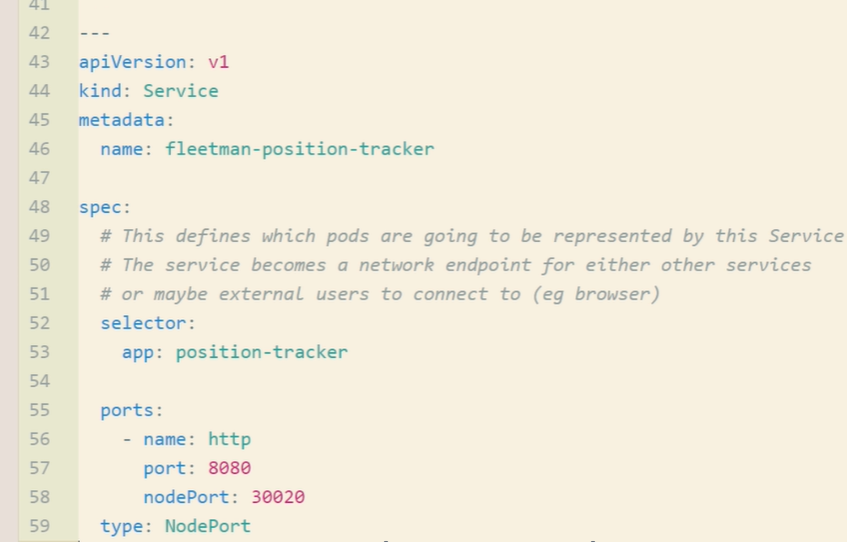 41
42 ---
43 apiVersion: v1
44 kind: Service
45 metadata:
46   name: fleetman-position-tracker
47
48 spec:
49   # This defines which pods are going to be represented by this Service
50   # The service becomes a network endpoint for either other services
51   # or maybe external users to connect to (eg browser)
52   selector:
53     app: position-tracker
54
55   ports:
56     - name: http
57       port: 8080
58       nodePort: 30020
59   type: NodePort